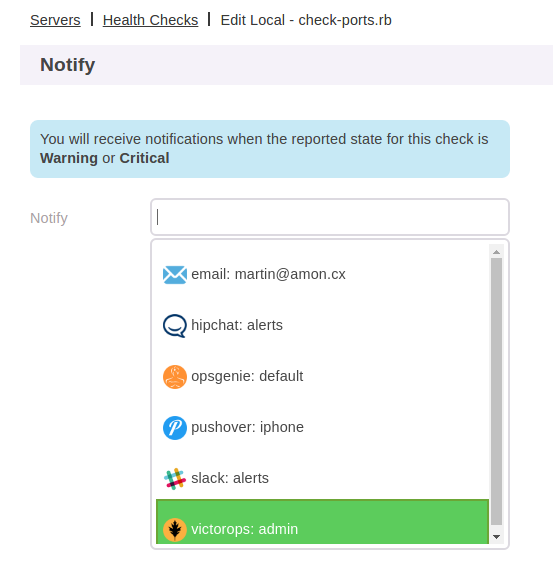 Servers | Health Checks | Edit Local - check-ports.rb
Notify
You will receive notifications when the reported state for this check is
Warning or Critical
Notify
email: martin@amon.cx
hipchat: alerts
opsgenie: default
pushover: iphone
slack: alerts
victorops: admin